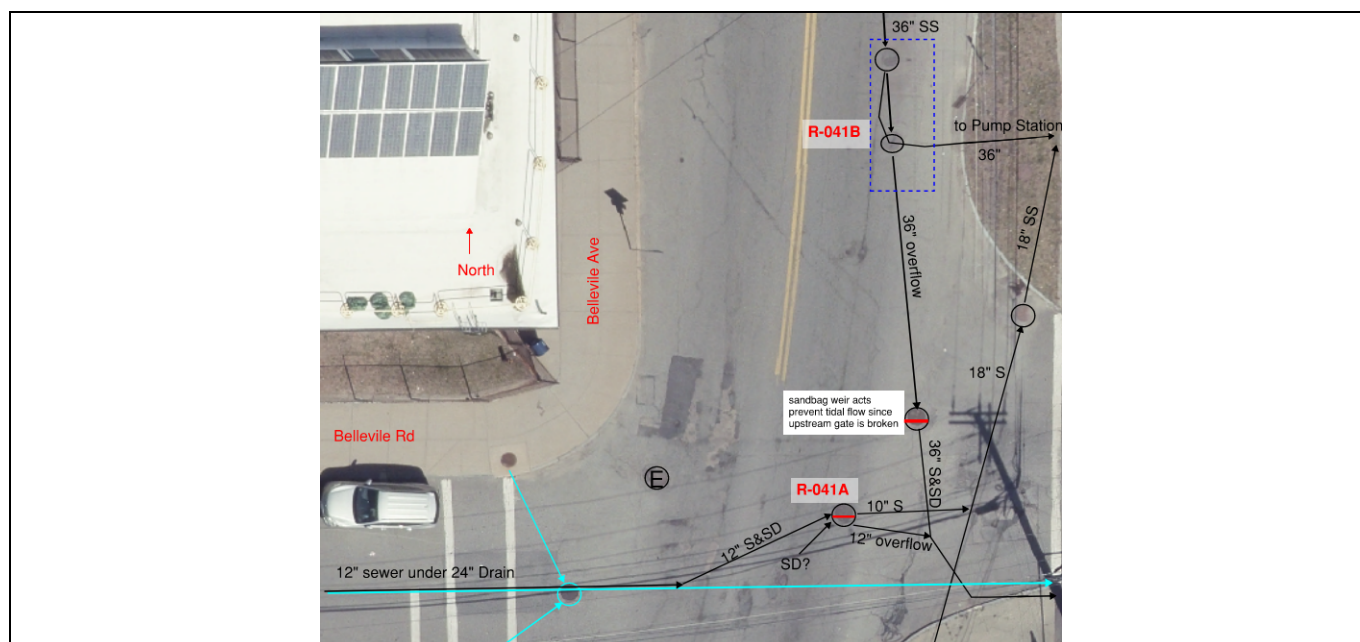 36" SS
R-041B
to Pump Station
36"
18" SS
36" overflow
North
Bellevile Ave
18" S
sandbag weir acts
prevent tidal flow since
upstream gate is broken
Bellevile Rd
36" S&SD
E
R-041A
10" S
12" S&SD
12" overflow
SD?
12" sewer under 24" Drain